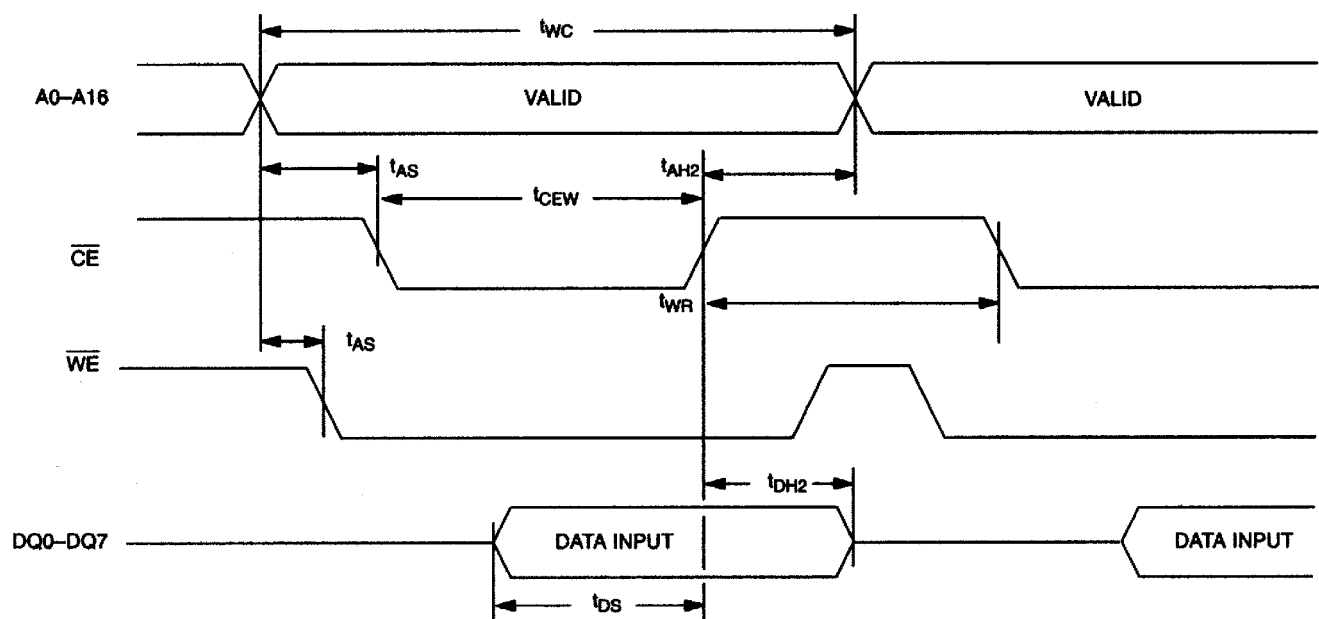 tWC
A0–A16 VALID VALID
tAS tAH2
tCEW
CE
tWR
tAS
WE
tDH2
DQ0–DQ7 DATA INPUT DATA INPUT
tDS